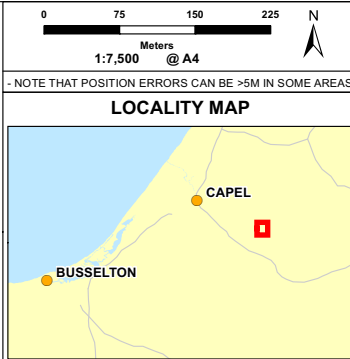 0 75 150 225
N
Meters
1:7,500 @ A4
- NOTE THAT POSITION ERRORS CAN BE >5M IN SOME AREAS
LOCALITY MAP
CAPEL
BUSSELTON